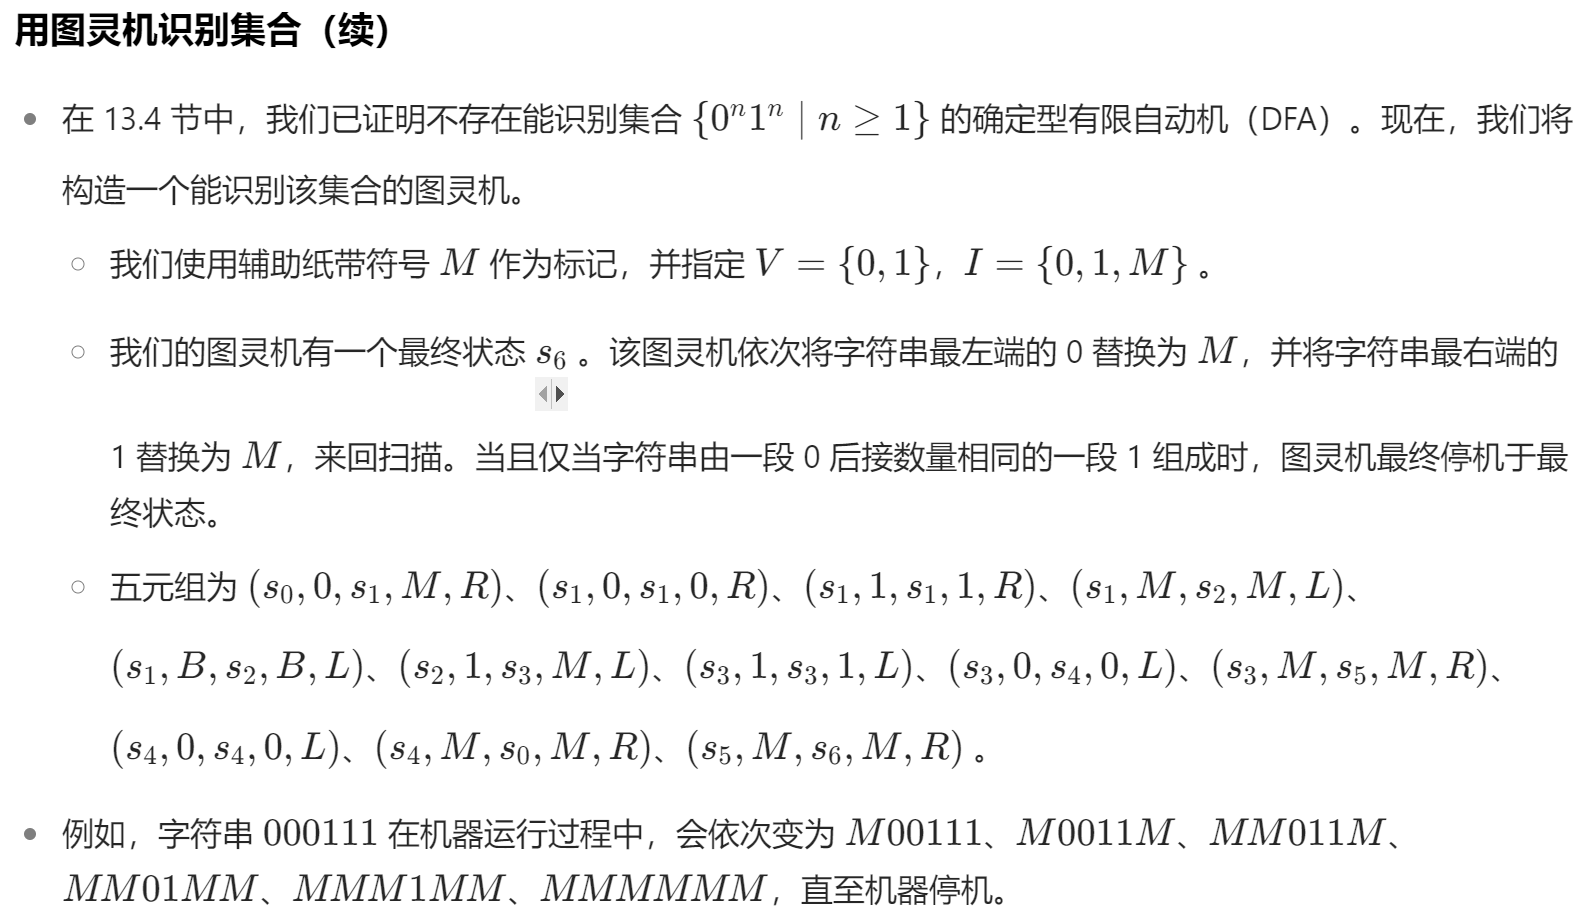 用图灵机识别集合（续）
在 13.4 节中，我们已证明不存在能识别集合 {0ⁿ1ⁿ | n ≥ 1} 的确定型有限自动机（DFA）。现在，我们将
构造一个能识别该集合的图灵机。
我们使用辅助纸带符号 M 作为标记，并指定 V = {0, 1}，I = {0, 1, M} 。
我们的图灵机有一个最终状态 s₆ 。该图灵机依次将字符串最左端的 0 替换为 M，并将字符串最右端的
1 替换为 M，来回扫描。当且仅当字符串由一段 0 后接数量相同的一段 1 组成时，图灵机最终停机于最
终状态。
五元组为 (s₀, 0, s₁, M, R)、(s₁, 0, s₁, 0, R)、(s₁, 1, s₁, 1, R)、(s₁, M, s₂, M, L)、
(s₁, B, s₂, B, L)、(s₂, 1, s₃, M, L)、(s₃, 1, s₃, 1, L)、(s₃, 0, s₄, 0, L)、(s₃, M, s₅, M, R)、
(s₄, 0, s₄, 0, L)、(s₄, M, s₀, M, R)、(s₅, M, s₆, M, R) 。
例如，字符串 000111 在机器运行过程中，会依次变为 M00111、M0011M、MM011M、
MM01MM、MMM1MM、MMMMMM，直至机器停机。